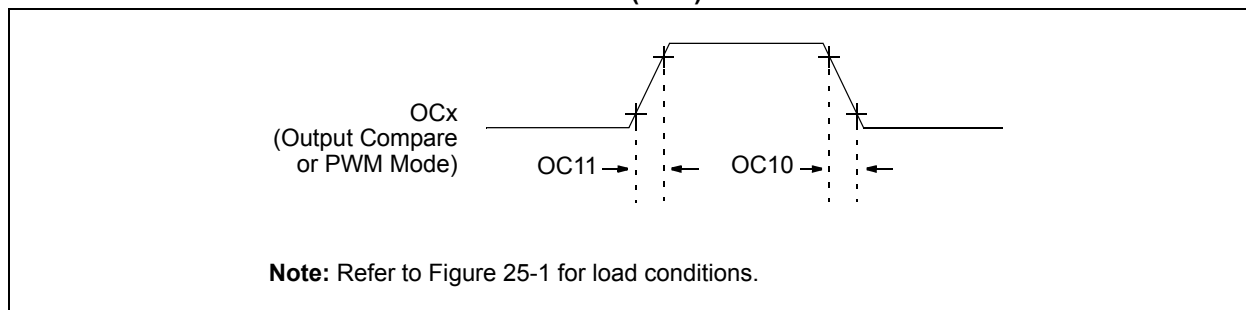 OCx
(Output Compare
or PWM Mode)
OC11
OC10
Note: Refer to Figure 25-1 for load conditions.